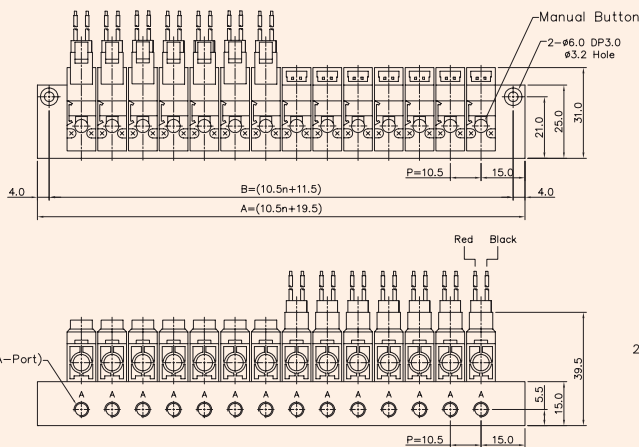 Manual Button
2-ø6.0 DP3.0
ø3.2 Hole
31.0
25.0
21.0
P=10.5
15.0
4.0
B=(10.5n+11.5)
4.0
A=(10.5n+19.5)
Red Black
A-Port)
A A A A A A A A A A A A A A
39.5
2
5.5
15.0
P=10.5
15.0